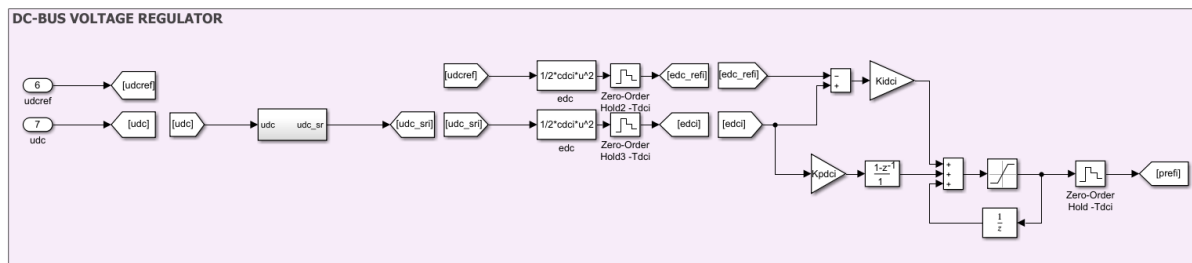 DC-BUS VOLTAGE REGULATOR
6
udcref
[udcref]
7
udc
[udc]
[udc]
udc
udc_sr
[udc_sri]
[udcref]
1/2*cdci*u^2
edc
Zero-Order
Hold2 -Tdci
[edc_refi]
[udc_sri]
1/2*cdci*u^2
edc
Zero-Order
Hold3 -Tdci
[edci]
[edc_refi]
−
+
Kidci
[edci]
Kpdci
1-z⁻¹
1
+
+
+
1
z
Zero-Order
Hold -Tdci
[prefi]